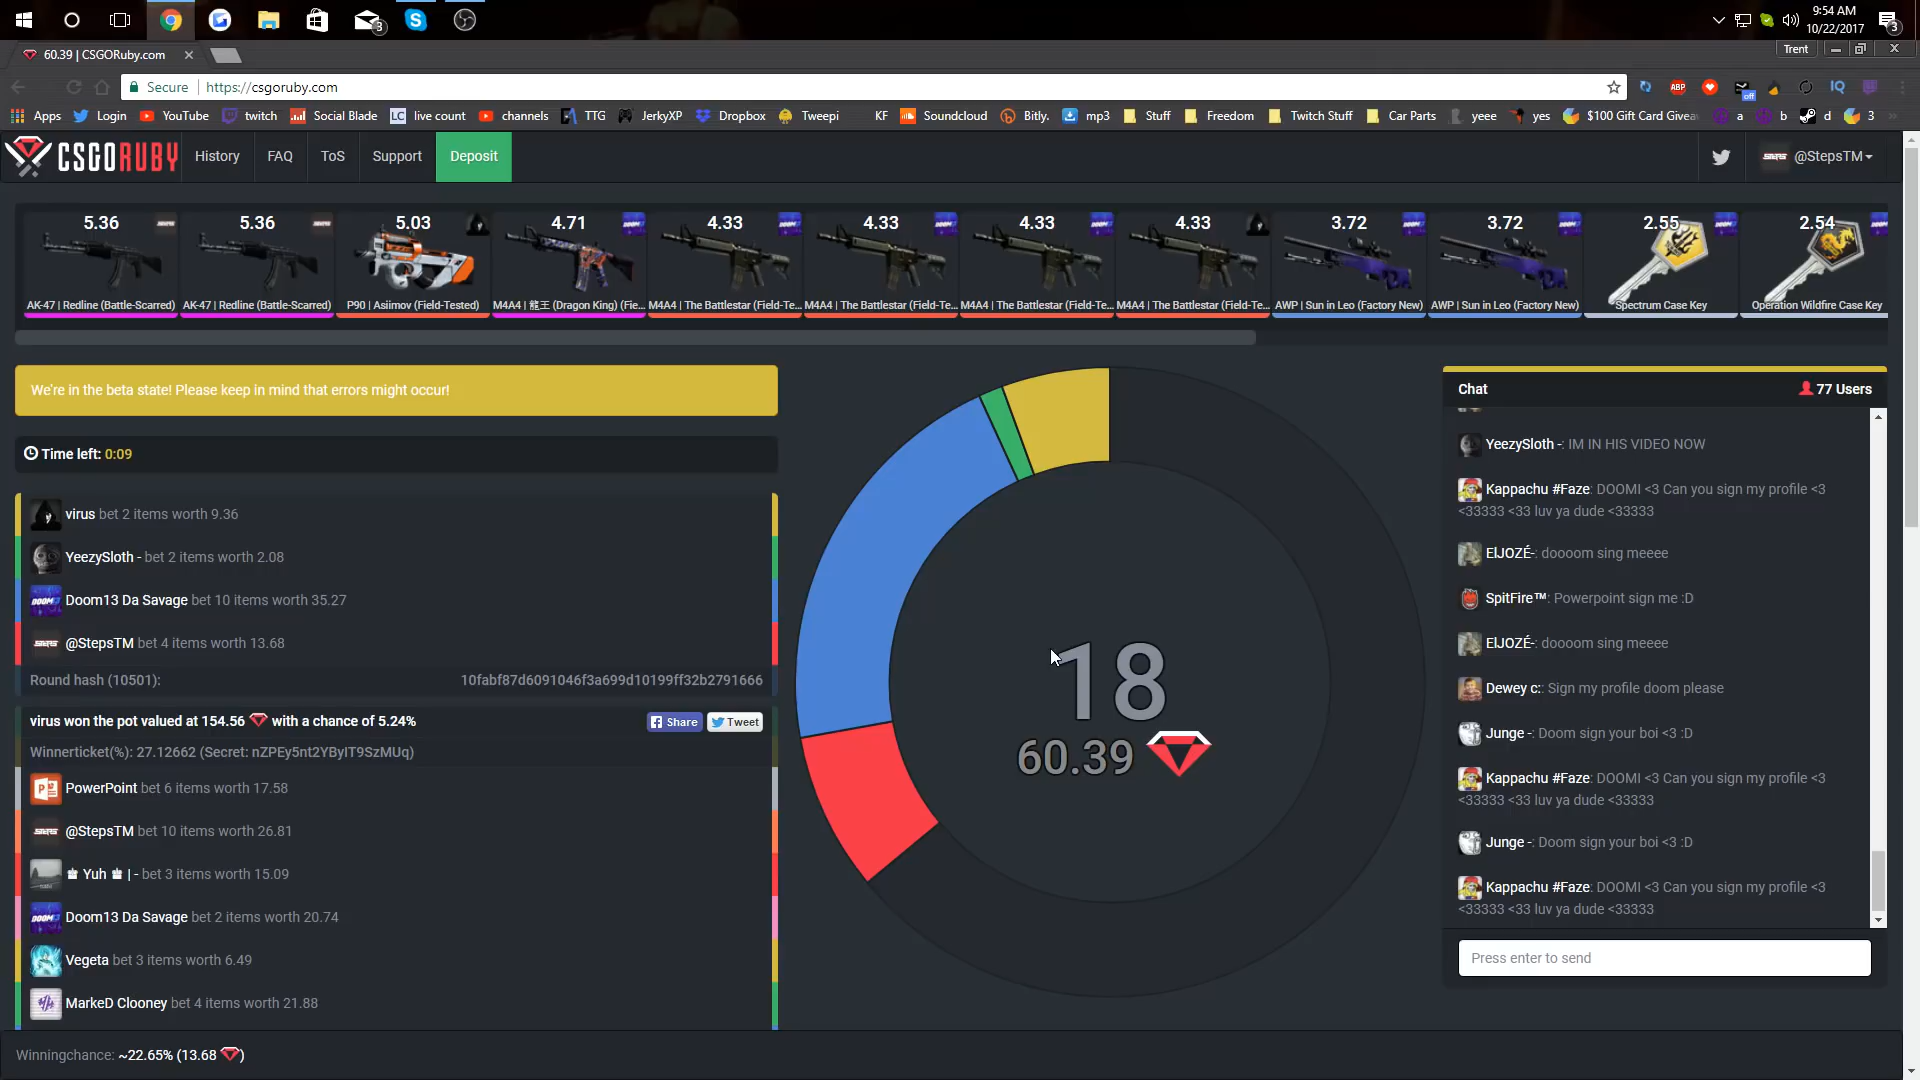 3
9:54 AM
10/22/2017
3
60.39 | CSGORuby.com
Trent
Secure
https://csgoruby.com
ABP
off
IQ
Apps
Login
YouTube
twitch
Social Blade
LC live count
channels
TTG
JerkyXP
Dropbox
Tweepi
KF
Soundcloud
Bitly.
mp3
Stuff
Freedom
Twitch Stuff
Car Parts
yeee
yes
$100 Gift Card Givea
a
b
d
3
CSGORUBY
History
FAQ
ToS
Support
Deposit
@StepsTM
5.36
5.36
5.03
4.71
4.33
4.33
4.33
4.33
3.72
3.72
2.55
2.54
AK-47 | Redline (Battle-Scarred)
AK-47 | Redline (Battle-Scarred)
P90 | Asiimov (Field-Tested)
M4A4 | 龍王 (Dragon King) (Fie...
M4A4 | The Battlestar (Field-Te...
M4A4 | The Battlestar (Field-Te...
M4A4 | The Battlestar (Field-Te...
M4A4 | The Battlestar (Field-Te...
AWP | Sun in Leo (Factory New)
AWP | Sun in Leo (Factory New)
Spectrum Case Key
Operation Wildfire Case Key
We're in the beta state! Please keep in mind that errors might occur!
Time left: 0:09
virus bet 2 items worth 9.36
YeezySloth - bet 2 items worth 2.08
Doom13 Da Savage bet 10 items worth 35.27
@StepsTM bet 4 items worth 13.68
Round hash (10501): 10fabf87d6091046f3a699d10199ff32b2791666
virus won the pot valued at 154.56 with a chance of 5.24%
Share
Tweet
Winnerticket(%): 27.12662 (Secret: nZPEy5nt2YByIT9SzMUq)
PowerPoint bet 6 items worth 17.58
@StepsTM bet 10 items worth 26.81
Yuh | - bet 3 items worth 15.09
Doom13 Da Savage bet 2 items worth 20.74
Vegeta bet 3 items worth 6.49
MarkeD Clooney bet 4 items worth 21.88
Winningchance: ~22.65% (13.68 )
18
60.39
Chat
77 Users
YeezySloth -: IM IN HIS VIDEO NOW
Kappachu #Faze: DOOMI <3 Can you sign my profile <3
<33333 <33 luv ya dude <33333
ElJOZÉ-: doooom sing meeee
SpitFire™: Powerpoint sign me :D
ElJOZÉ-: doooom sing meeee
Dewey c:: Sign my profile doom please
Junge -: Doom sign your boi <3 :D
Kappachu #Faze: DOOMI <3 Can you sign my profile <3
<33333 <33 luv ya dude <33333
Junge -: Doom sign your boi <3 :D
Kappachu #Faze: DOOMI <3 Can you sign my profile <3
<33333 <33 luv ya dude <33333
Press enter to send